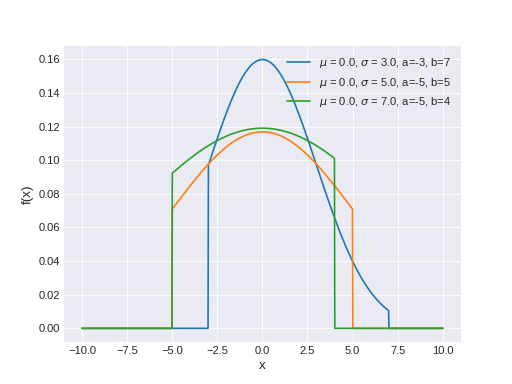 μ = 0.0, σ = 3.0, a=-3, b=7
μ = 0.0, σ = 5.0, a=-5, b=5
μ = 0.0, σ = 7.0, a=-5, b=4
0.16
0.14
0.12
0.10
0.08
0.06
0.04
0.02
0.00
f(x)
−10.0 −7.5 −5.0 −2.5 0.0 2.5 5.0 7.5 10.0
x